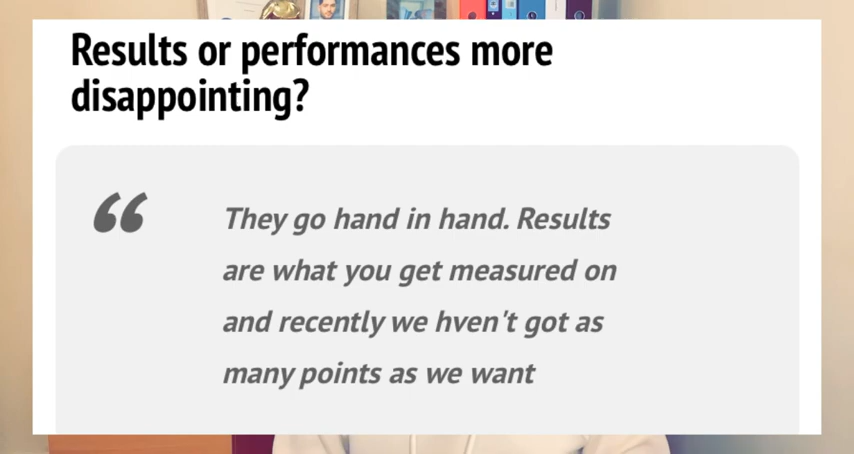 Results or performances more
disappointing?
“
They go hand in hand. Results
are what you get measured on
and recently we hven't got as
many points as we want